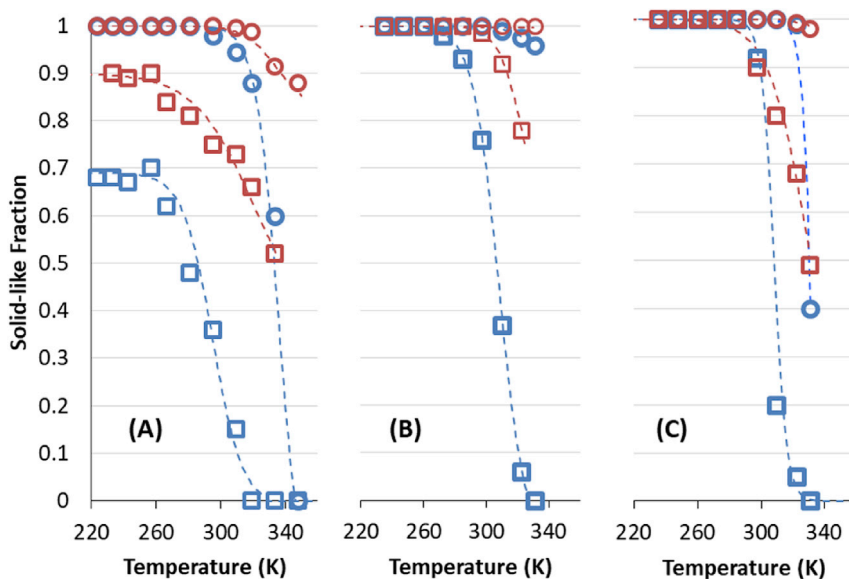 1
0.9
0.8
0.7
0.6
0.5
0.4
0.3
0.2
0.1
0
Solid-like Fraction
(A)
(B)
(C)
220 260 300 340
220 260 300 340
220 260 300 340
Temperature (K)
Temperature (K)
Temperature (K)